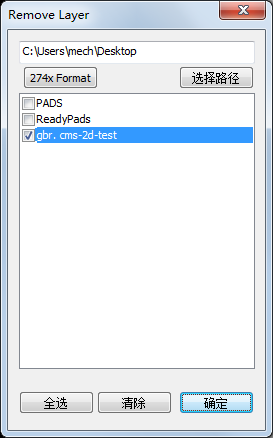 Remove Layer
C:\Users\mech\Desktop
274x Format
选择路径
PADS
ReadyPads
gbr. cms-2d-test
全选
清除
确定